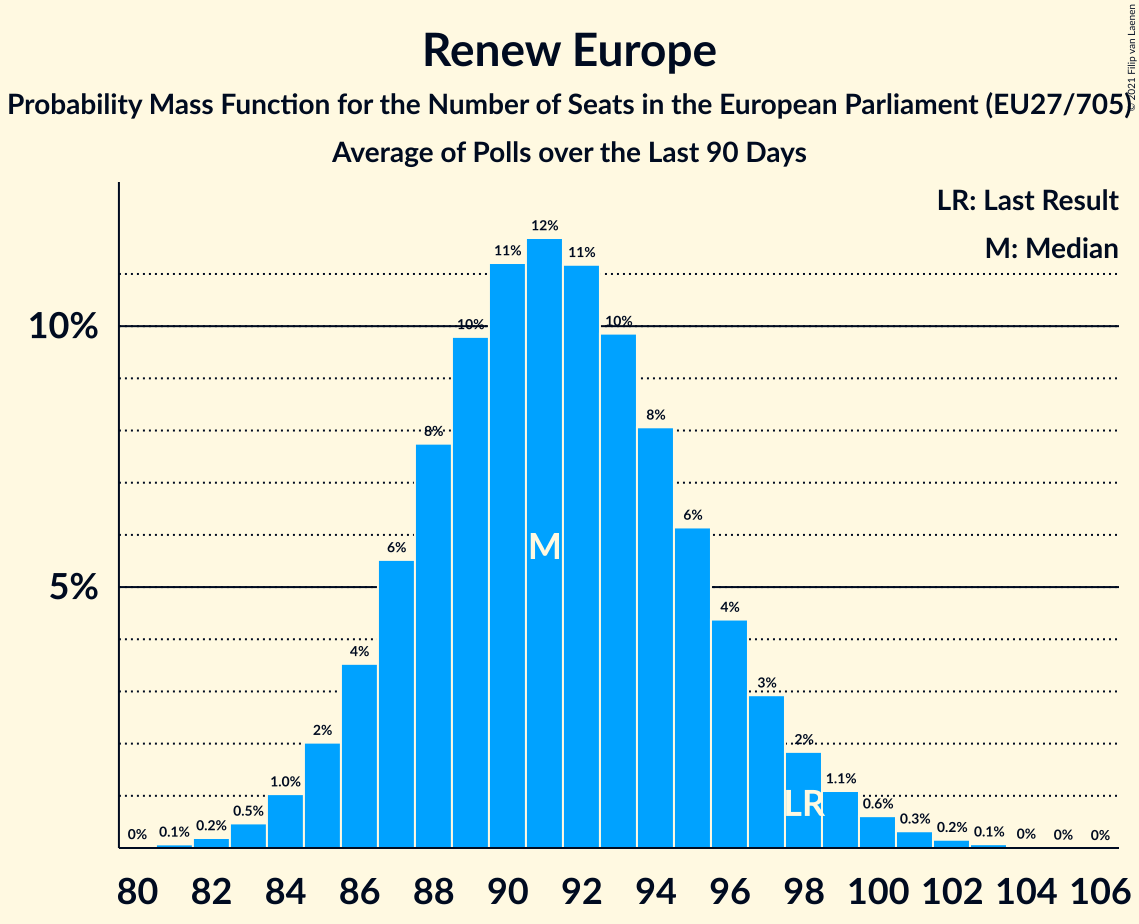 Renew Europe
Probability Mass Function for the Number of Seats in the European Parliament (EU27/705)
Average of Polls over the Last 90 Days
© 2021 Filip van Laenen
LR: Last Result
M: Median
10%
5%
0% 0.1% 0.2% 0.5% 1.0% 2% 4% 6% 8% 10% 11% 12% 11% 10% 8% 6% 4% 3% 2% 1.1% 0.6% 0.3% 0.2% 0.1% 0% 0% 0%
M
LR
80 82 84 86 88 90 92 94 96 98 100 102 104 106